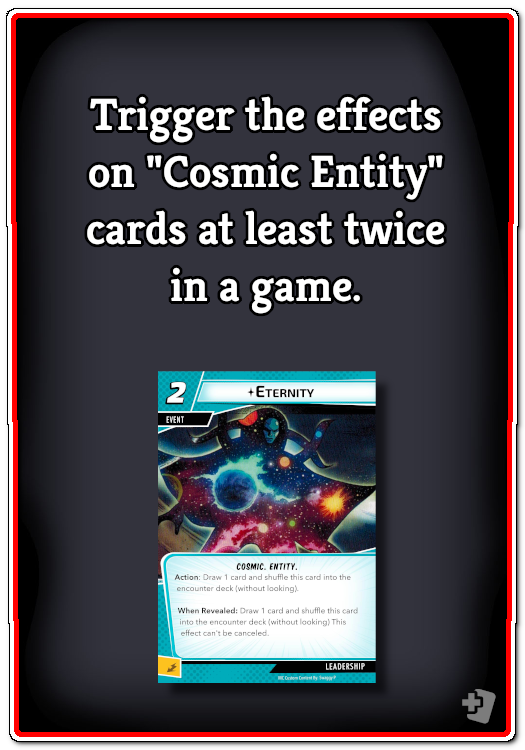 Trigger the effects
on "Cosmic Entity"
cards at least twice
in a game.
2
Eternity
EVENT
COSMIC. ENTITY.
Action: Draw 1 card and shuffle this card into the
encounter deck (without looking).
When Revealed: Draw 1 card and shuffle this card
into the encounter deck (without looking) This
effect can't be canceled.
LEADERSHIP